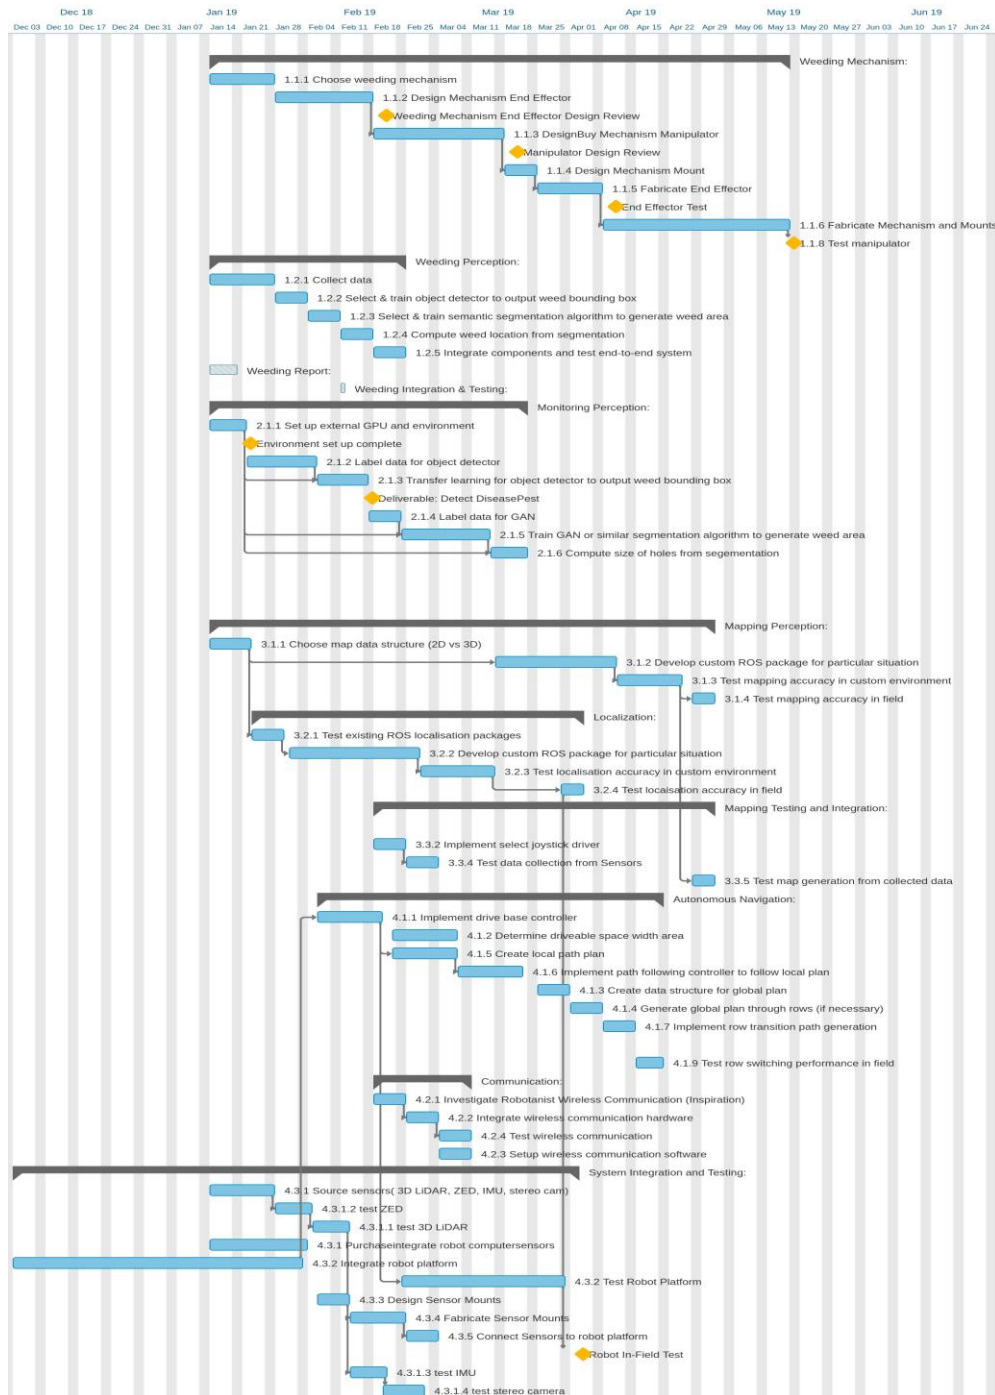 Dec 18 Jan 19 Feb 19 Mar 19 Apr 19 May 19 Jun 19
Dec 03 Dec 10 Dec 17 Dec 24 Dec 31 Jan 07 Jan 14 Jan 21 Jan 28 Feb 04 Feb 11 Feb 18 Feb 25 Mar 04 Mar 11 Mar 18 Mar 25 Apr 01 Apr 08 Apr 15 Apr 22 Apr 29 May 06 May 13 May 20 May 27 Jun 03 Jun 10 Jun 17 Jun 24
Weeding Mechanism:
1.1.1 Choose weeding mechanism
1.1.2 Design Mechanism End Effector
Weeding Mechanism End Effector Design Review
1.1.3 DesignBuy Mechanism Manipulator
Manipulator Design Review
1.1.4 Design Mechanism Mount
1.1.5 Fabricate End Effector
End Effector Test
1.1.6 Fabricate Mechanism and Mounts
1.1.8 Test manipulator
Weeding Perception:
1.2.1 Collect data
1.2.2 Select & train object detector to output weed bounding box
1.2.3 Select & train semantic segmentation algorithm to generate weed area
1.2.4 Compute weed location from segmentation
1.2.5 Integrate components and test end-to-end system
Weeding Report:
Weeding Integration & Testing:
Monitoring Perception:
2.1.1 Set up external GPU and environment
Environment set up complete
2.1.2 Label data for object detector
2.1.3 Transfer learning for object detector to output weed bounding box
Deliverable: Detect DiseasePest
2.1.4 Label data for GAN
2.1.5 Train GAN or similar segmentation algorithm to generate weed area
2.1.6 Compute size of holes from segementation
Mapping Perception:
3.1.1 Choose map data structure (2D vs 3D)
3.1.2 Develop custom ROS package for particular situation
3.1.3 Test mapping accuracy in custom environment
3.1.4 Test mapping accuracy in field
Localization:
3.2.1 Test existing ROS localisation packages
3.2.2 Develop custom ROS package for particular situation
3.2.3 Test localisation accuracy in custom environment
3.2.4 Test locaisation accuracy in field
Mapping Testing and Integration:
3.3.2 Implement select joystick driver
3.3.4 Test data collection from Sensors
3.3.5 Test map generation from collected data
Autonomous Navigation:
4.1.1 Implement drive base controller
4.1.2 Determine driveable space width area
4.1.5 Create local path plan
4.1.6 Implement path following controller to follow local plan
4.1.3 Create data structure for global plan
4.1.4 Generate global plan through rows (if necessary)
4.1.7 Implement row transition path generation
4.1.9 Test row switching performance in field
Communication:
4.2.1 Investigate Robotanist Wireless Communication (Inspiration)
4.2.2 Integrate wireless communication hardware
4.2.4 Test wireless communication
4.2.3 Setup wireless communication software
System Integration and Testing:
4.3.1 Source sensors( 3D LiDAR, ZED, IMU, stereo cam)
4.3.1.2 test ZED
4.3.1.1 test 3D LiDAR
4.3.1 Purchaseintegrate robot computersensors
4.3.2 Integrate robot platform
4.3.2 Test Robot Platform
4.3.3 Design Sensor Mounts
4.3.4 Fabricate Sensor Mounts
4.3.5 Connect Sensors to robot platform
Robot In-Field Test
4.3.1.3 test IMU
4.3.1.4 test stereo camera